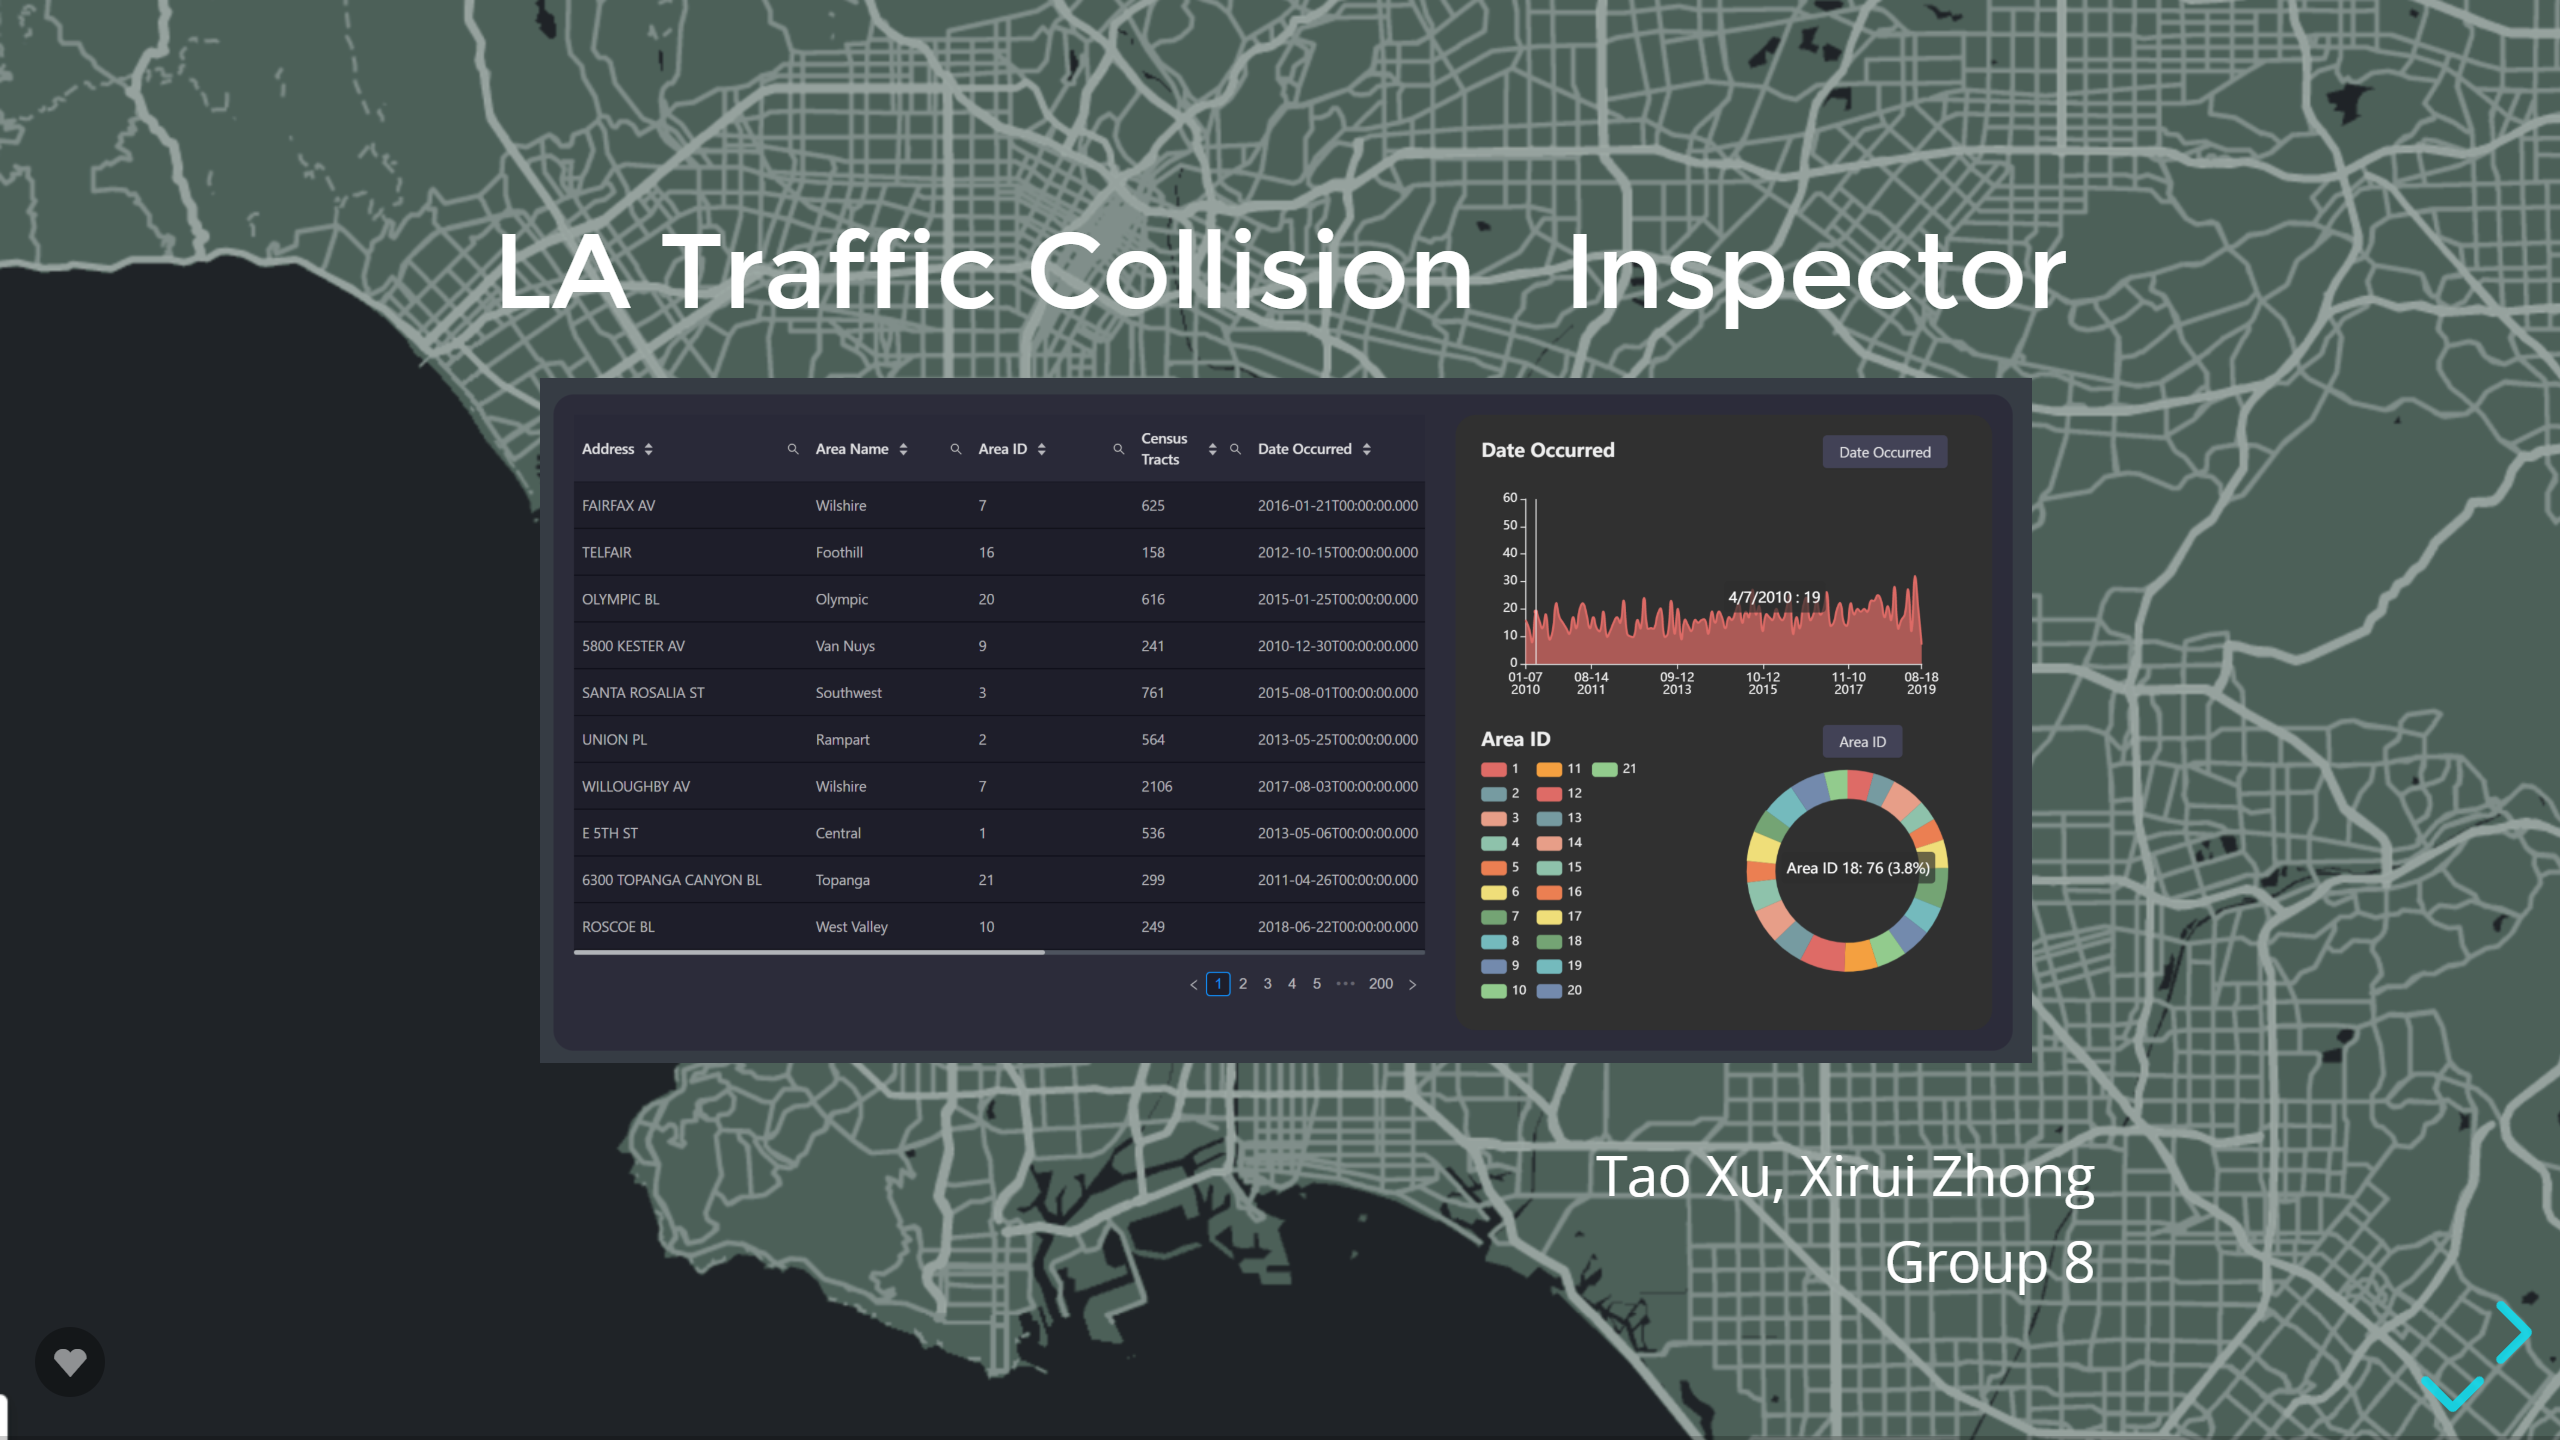 LA Traffic Collision Inspector
Address Area Name Area ID Census Tracts Date Occurred
FAIRFAX AV Wilshire 7 625 2016-01-21T00:00:00.000
TELFAIR Foothill 16 158 2012-10-15T00:00:00.000
OLYMPIC BL Olympic 20 616 2015-01-25T00:00:00.000
5800 KESTER AV Van Nuys 9 241 2010-12-30T00:00:00.000
SANTA ROSALIA ST Southwest 3 761 2015-08-01T00:00:00.000
UNION PL Rampart 2 564 2013-05-25T00:00:00.000
WILLOUGHBY AV Wilshire 7 2106 2017-08-03T00:00:00.000
E 5TH ST Central 1 536 2013-05-06T00:00:00.000
6300 TOPANGA CANYON BL Topanga 21 299 2011-04-26T00:00:00.000
ROSCOE BL West Valley 10 249 2018-06-22T00:00:00.000
< 1 2 3 4 5 ••• 200 >
Date Occurred
Date Occurred
60
50
40
30
20
10
0
4/7/2010 : 19
01-07 08-14 09-12 10-12 11-10 08-18
2010 2011 2013 2015 2017 2019
Area ID
Area ID
1 11 21
2 12
3 13
4 14
5 15
6 16
7 17
8 18
9 19
10 20
Area ID 18: 76 (3.8%)
Tao Xu, Xirui Zhong
Group 8